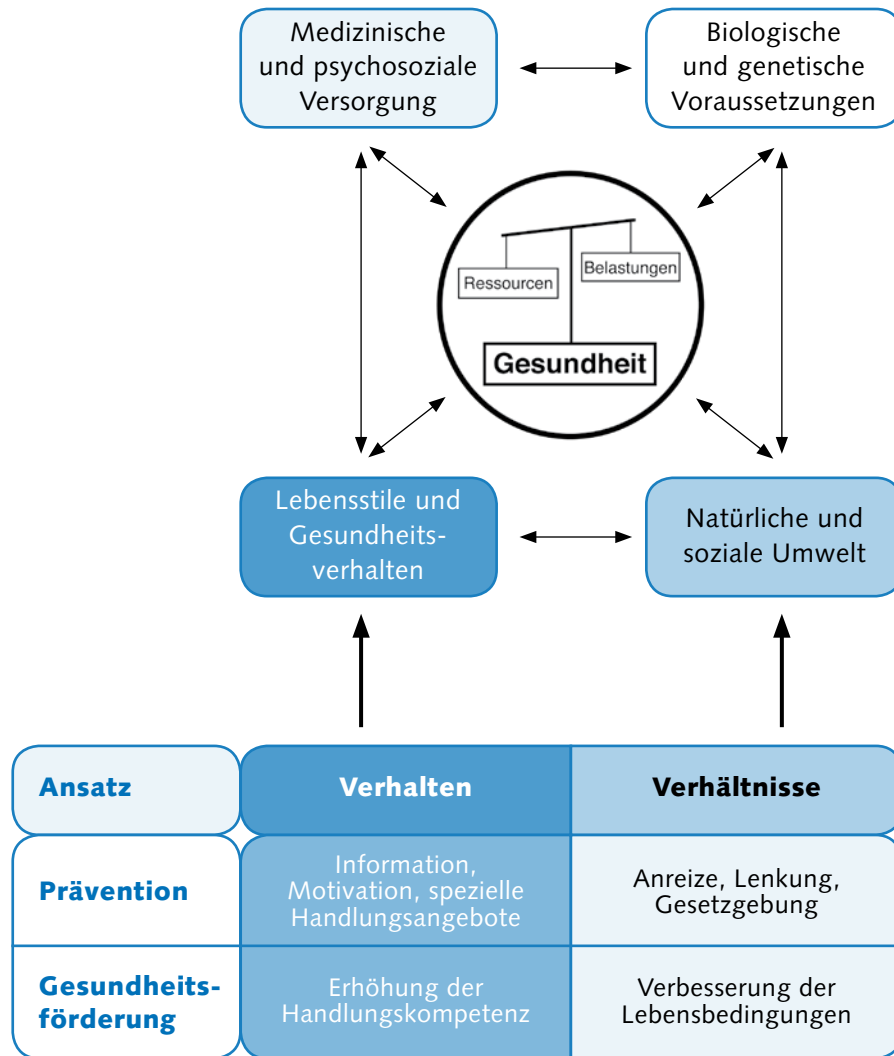 Medizinische
und psychosoziale
Versorgung
Biologische
und genetische
Voraussetzungen
Ressourcen
Belastungen
Gesundheit
Lebensstile und
Gesundheits-
verhalten
Natürliche und
soziale Umwelt
Ansatz
Verhalten
Verhältnisse
Prävention
Information,
Motivation, spezielle
Handlungsangebote
Anreize, Lenkung,
Gesetzgebung
Gesundheits-
förderung
Erhöhung der
Handlungskompetenz
Verbesserung der
Lebensbedingungen